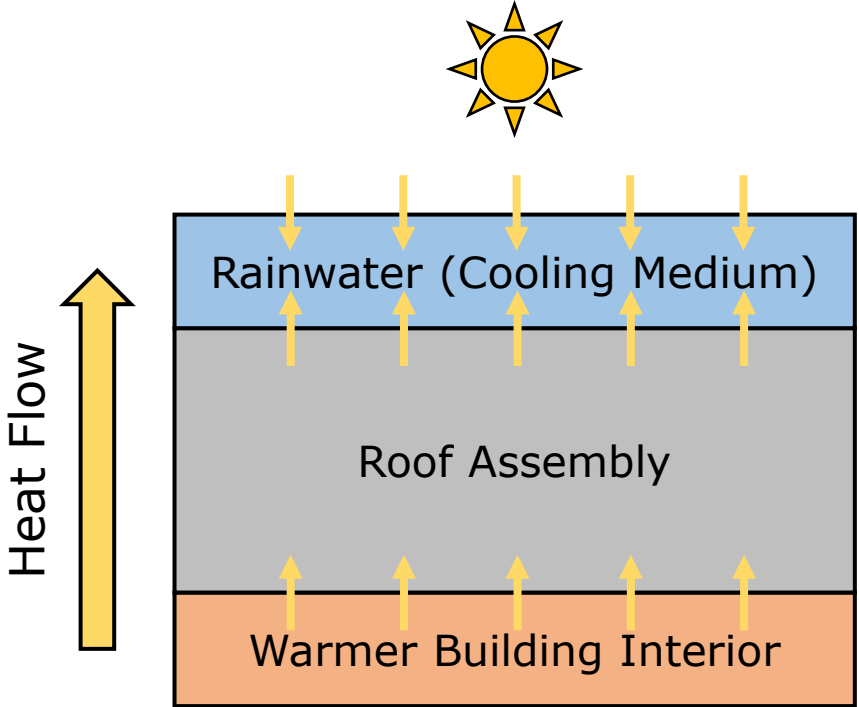 Rainwater (Cooling Medium)
Heat Flow
Roof Assembly
Warmer Building Interior